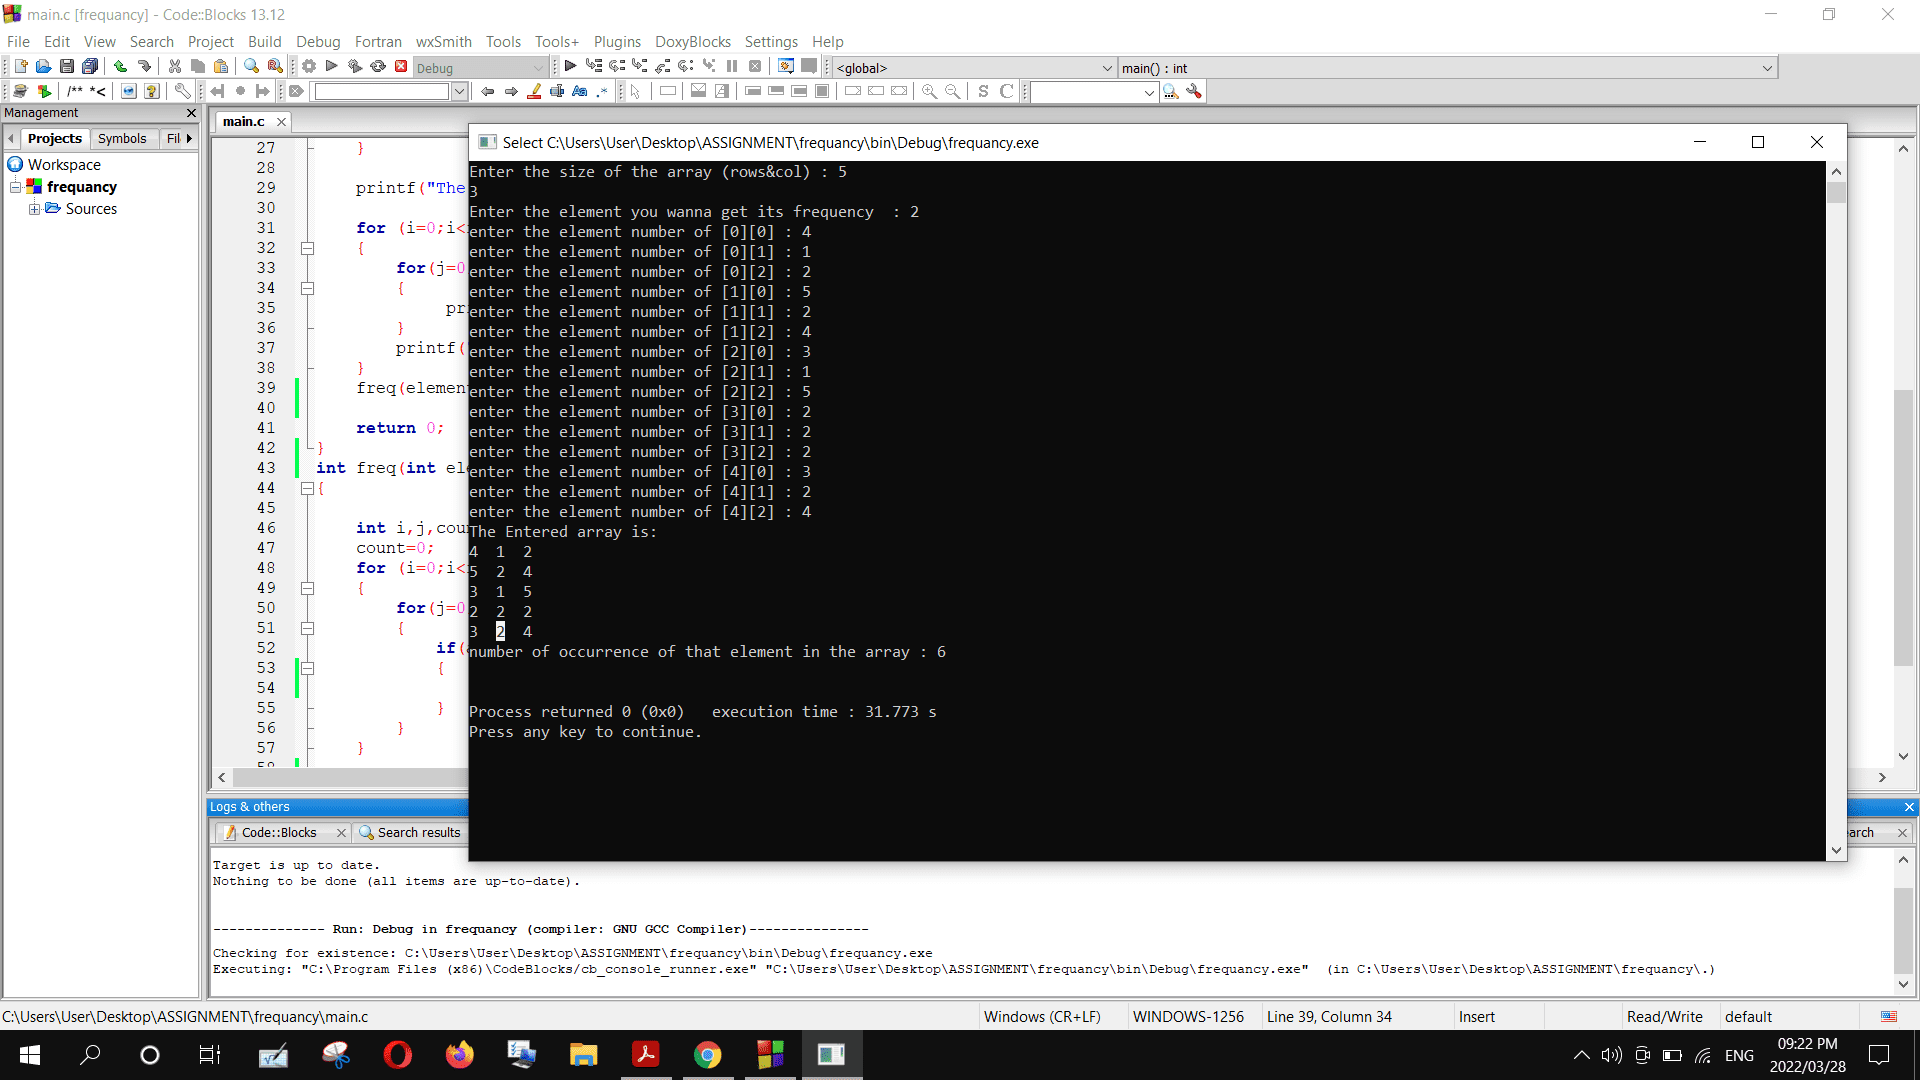 main.c [frequancy] - Code::Blocks 13.12
File Edit View Search Project Build Debug Fortran wxSmith Tools Tools+ Plugins DoxyBlocks Settings Help
Debug <global> main() : int
/** *< Aa .* S C
Management
Projects Symbols Fil
Workspace
frequancy
Sources
main.c
27 }
28
29 printf("The
30
31 for (i=0;i<
32 {
33 for(j=0
34 {
35 pr
36 }
37 printf(
38 }
39 freq(elemen
40
41 return 0;
42 }
43 int freq(int el
44 {
45
46 int i,j,cou
47 count=0;
48 for (i=0;i<
49 {
50 for(j=0
51 {
52 if(
53 {
54
55 }
56 }
57 }
58
Select C:\Users\User\Desktop\ASSIGNMENT\frequancy\bin\Debug\frequancy.exe
Enter the size of the array (rows&col) : 5
3
Enter the element you wanna get its frequency  : 2
enter the element number of [0][0] : 4
enter the element number of [0][1] : 1
enter the element number of [0][2] : 2
enter the element number of [1][0] : 5
enter the element number of [1][1] : 2
enter the element number of [1][2] : 4
enter the element number of [2][0] : 3
enter the element number of [2][1] : 1
enter the element number of [2][2] : 5
enter the element number of [3][0] : 2
enter the element number of [3][1] : 2
enter the element number of [3][2] : 2
enter the element number of [4][0] : 3
enter the element number of [4][1] : 2
enter the element number of [4][2] : 4
The Entered array is:
4  1  2
5  2  4
3  1  5
2  2  2
3  2  4
number of occurrence of that element in the array : 6
Process returned 0 (0x0)   execution time : 31.773 s
Press any key to continue.
Logs & others
Code::Blocks Search results earch
Target is up to date.
Nothing to be done (all items are up-to-date).
-------------- Run: Debug in frequancy (compiler: GNU GCC Compiler)---------------
Checking for existence: C:\Users\User\Desktop\ASSIGNMENT\frequancy\bin\Debug\frequancy.exe
Executing: "C:\Program Files (x86)\CodeBlocks/cb_console_runner.exe" "C:\Users\User\Desktop\ASSIGNMENT\frequancy\bin\Debug\frequancy.exe"  (in C:\Users\User\Desktop\ASSIGNMENT\frequancy\.)
C:\Users\User\Desktop\ASSIGNMENT\frequancy\main.c Windows (CR+LF) WINDOWS-1256 Line 39, Column 34 Insert Read/Write default
ENG
09:22 PM
2022/03/28